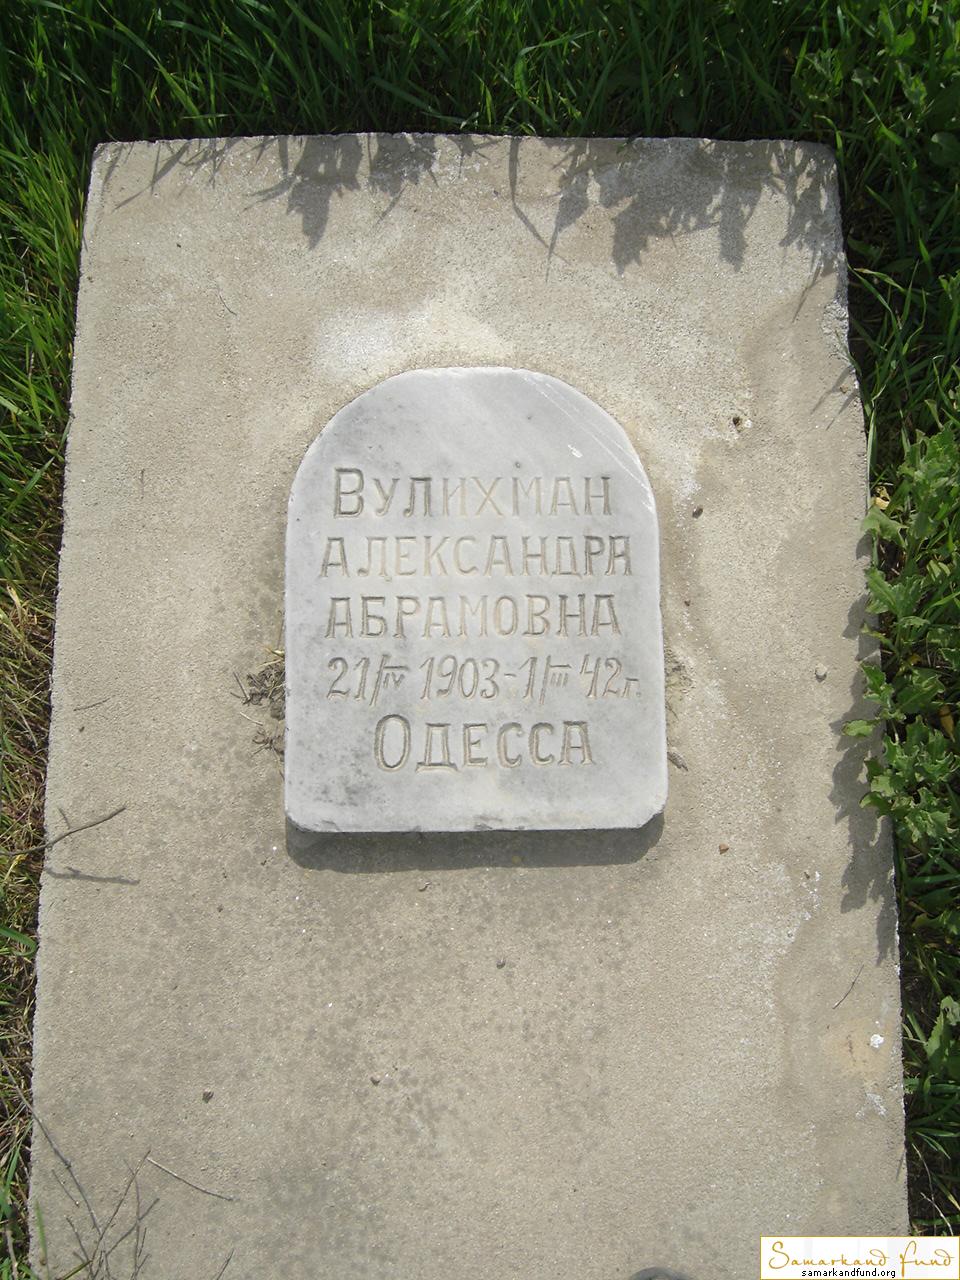 Вулихман
Александра
Абрамовна
21/IV 1903-1/III 42г.
Одесса
Samarkand fund
samarkandfund.org